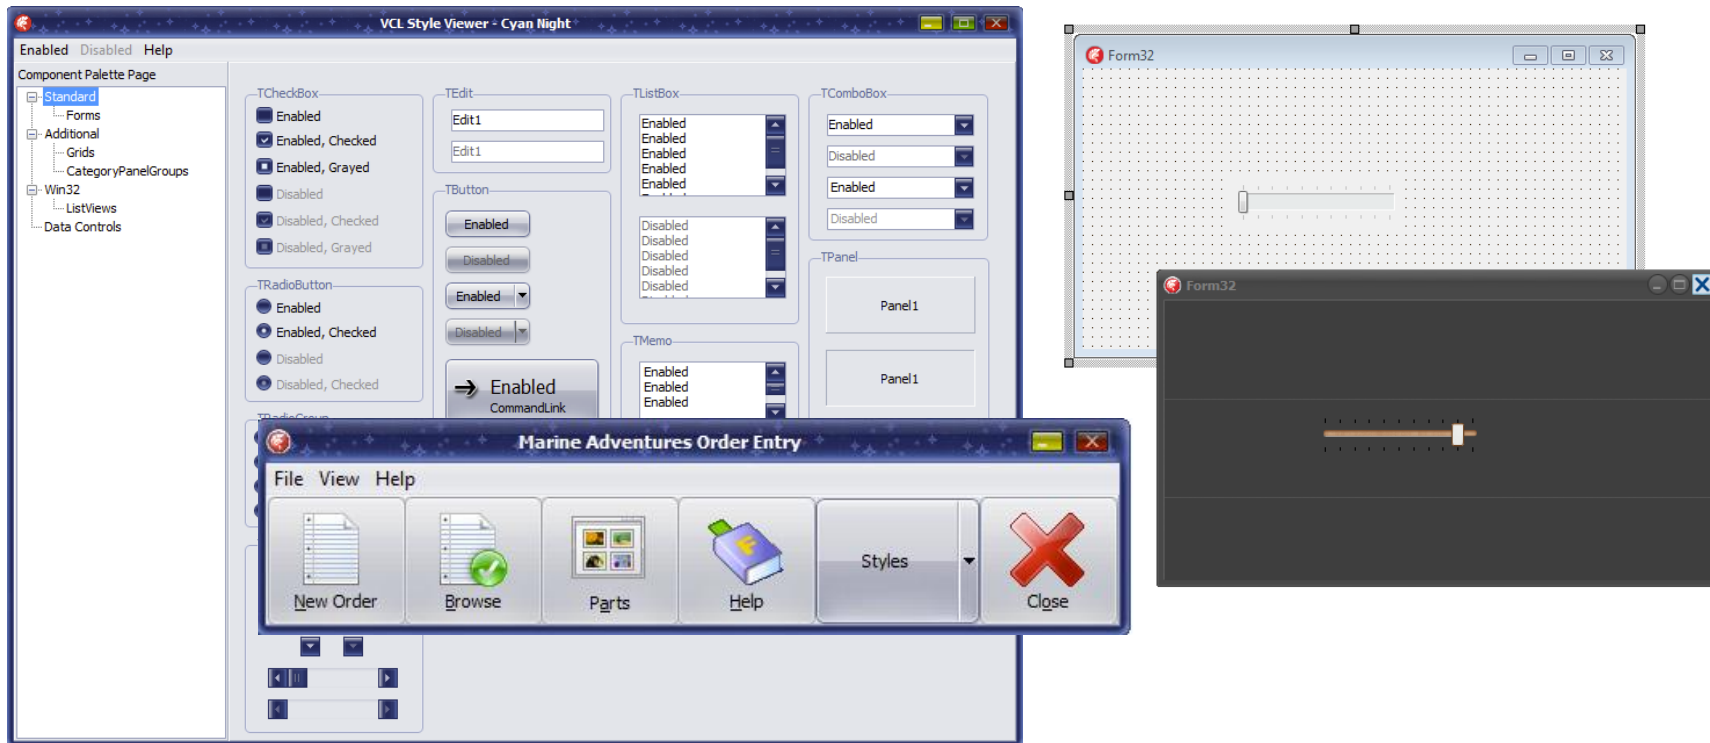 VCL Style Viewer - Cyan Night
Enabled Disabled Help
Component Palette Page
Standard
Forms
Additional
Grids
CategoryPanelGroups
Win32
ListViews
Data Controls
TCheckBox
Enabled
Enabled, Checked
Enabled, Grayed
Disabled
Disabled, Checked
Disabled, Grayed
TRadioButton
Enabled
Enabled, Checked
Disabled
Disabled, Checked
TEdit
Edit1
Edit1
TButton
Enabled
Disabled
Enabled
Disabled
Enabled
CommandLink
TListBox
Enabled
Enabled
Enabled
Enabled
Enabled
Disabled
Disabled
Disabled
Disabled
Disabled
TMemo
Enabled
Enabled
Enabled
TComboBox
Enabled
Disabled
Enabled
Disabled
TPanel
Panel1
Panel1
Marine Adventures Order Entry
File View Help
New Order
Browse
Parts
Help
Styles
Close
Form32
Form32